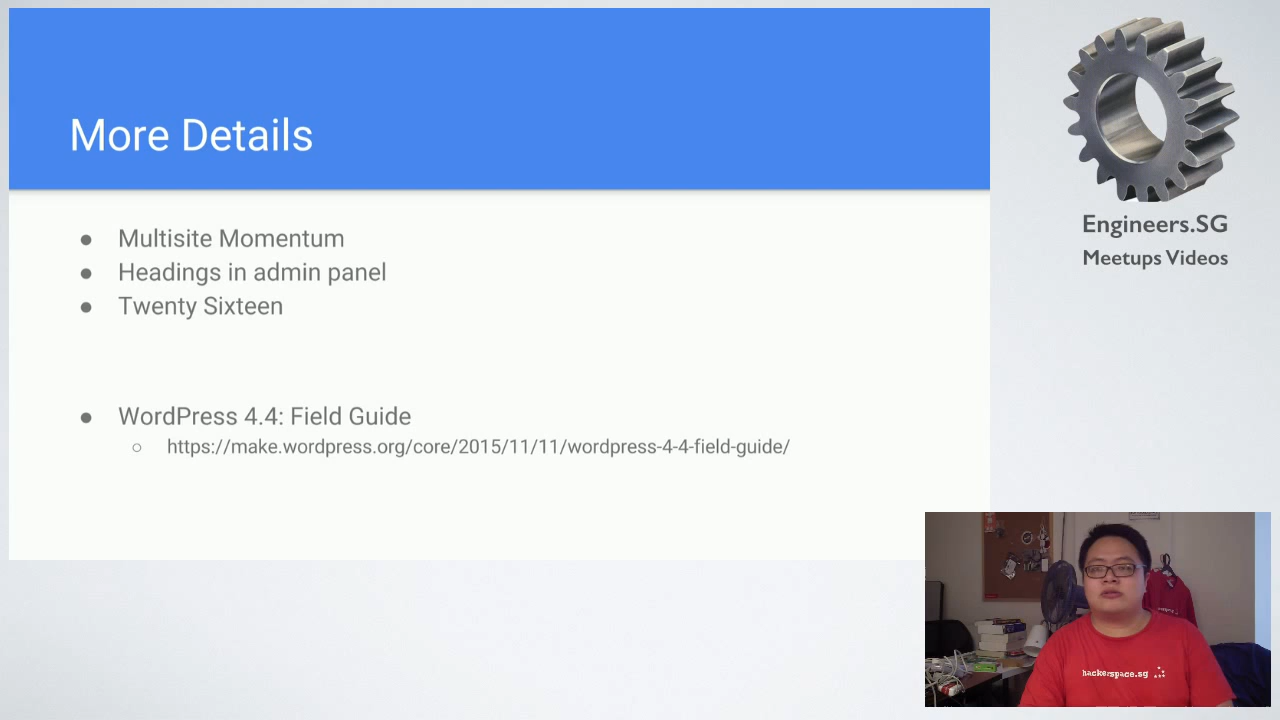 More Details
● Multisite Momentum
● Headings in admin panel
● Twenty Sixteen
● WordPress 4.4: Field Guide
○ https://make.wordpress.org/core/2015/11/11/wordpress-4-4-field-guide/
Engineers.SG
Meetups Videos
hackerspace.sg